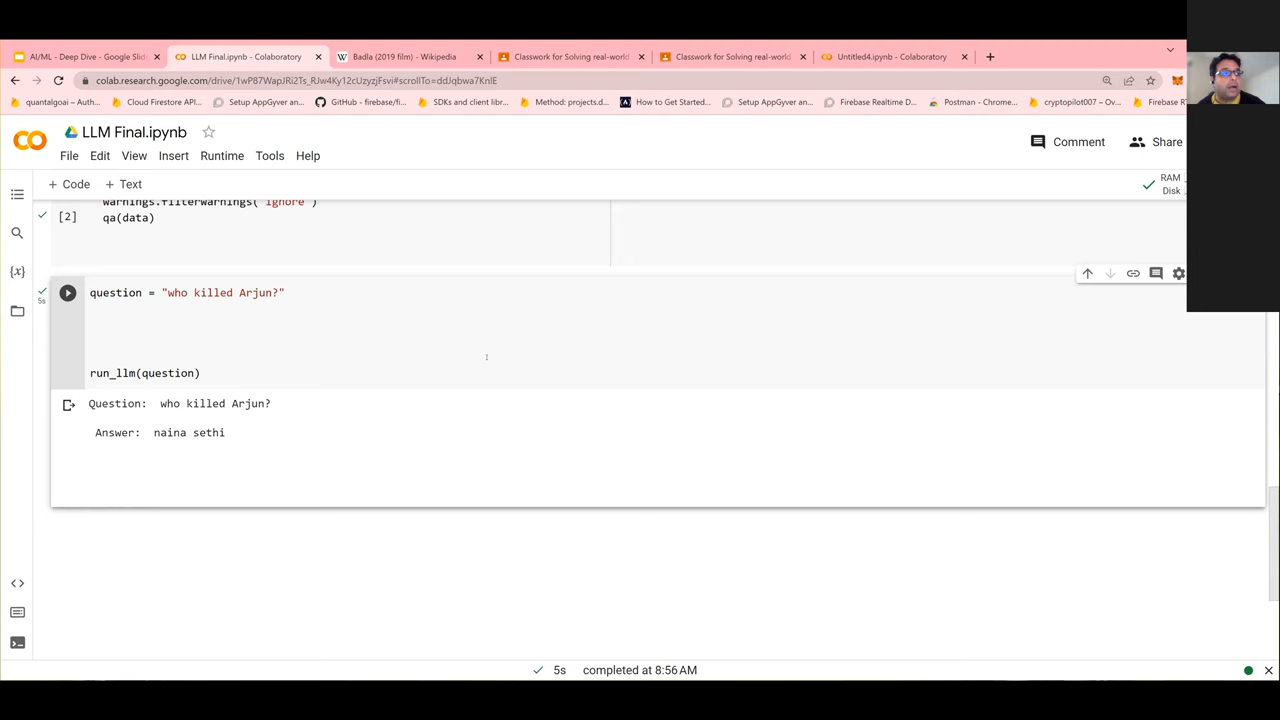 AI/ML - Deep Dive - Google Slid
LLM Final.ipynb - Colaboratory
Badla (2019 film) - Wikipedia
Classwork for Solving real-world
Classwork for Solving real-world
Untitled4.ipynb - Colaboratory
colab.research.google.com/drive/1wP87WapJRi2Ts_RJw4Ky12cUzyzjFsvi#scrollTo=ddJqbwa7KnlE
quantalgoai – Auth...
Cloud Firestore API...
Setup AppGyver an...
GitHub - firebase/fi...
SDKs and client libr...
Method: projects.d...
How to Get Started...
Setup AppGyver an...
Firebase Realtime D...
Postman - Chrome...
cryptopilot007 – Ov...
Firebase RT
LLM Final.ipynb
Comment
Share
File Edit View Insert Runtime Tools Help
+ Code + Text
RAM
Disk
warnings.filterwarnings('ignore')
[2] qa(data)
5s
question = "who killed Arjun?"
run_llm(question)
Question: who killed Arjun?
Answer: naina sethi
5s completed at 8:56 AM